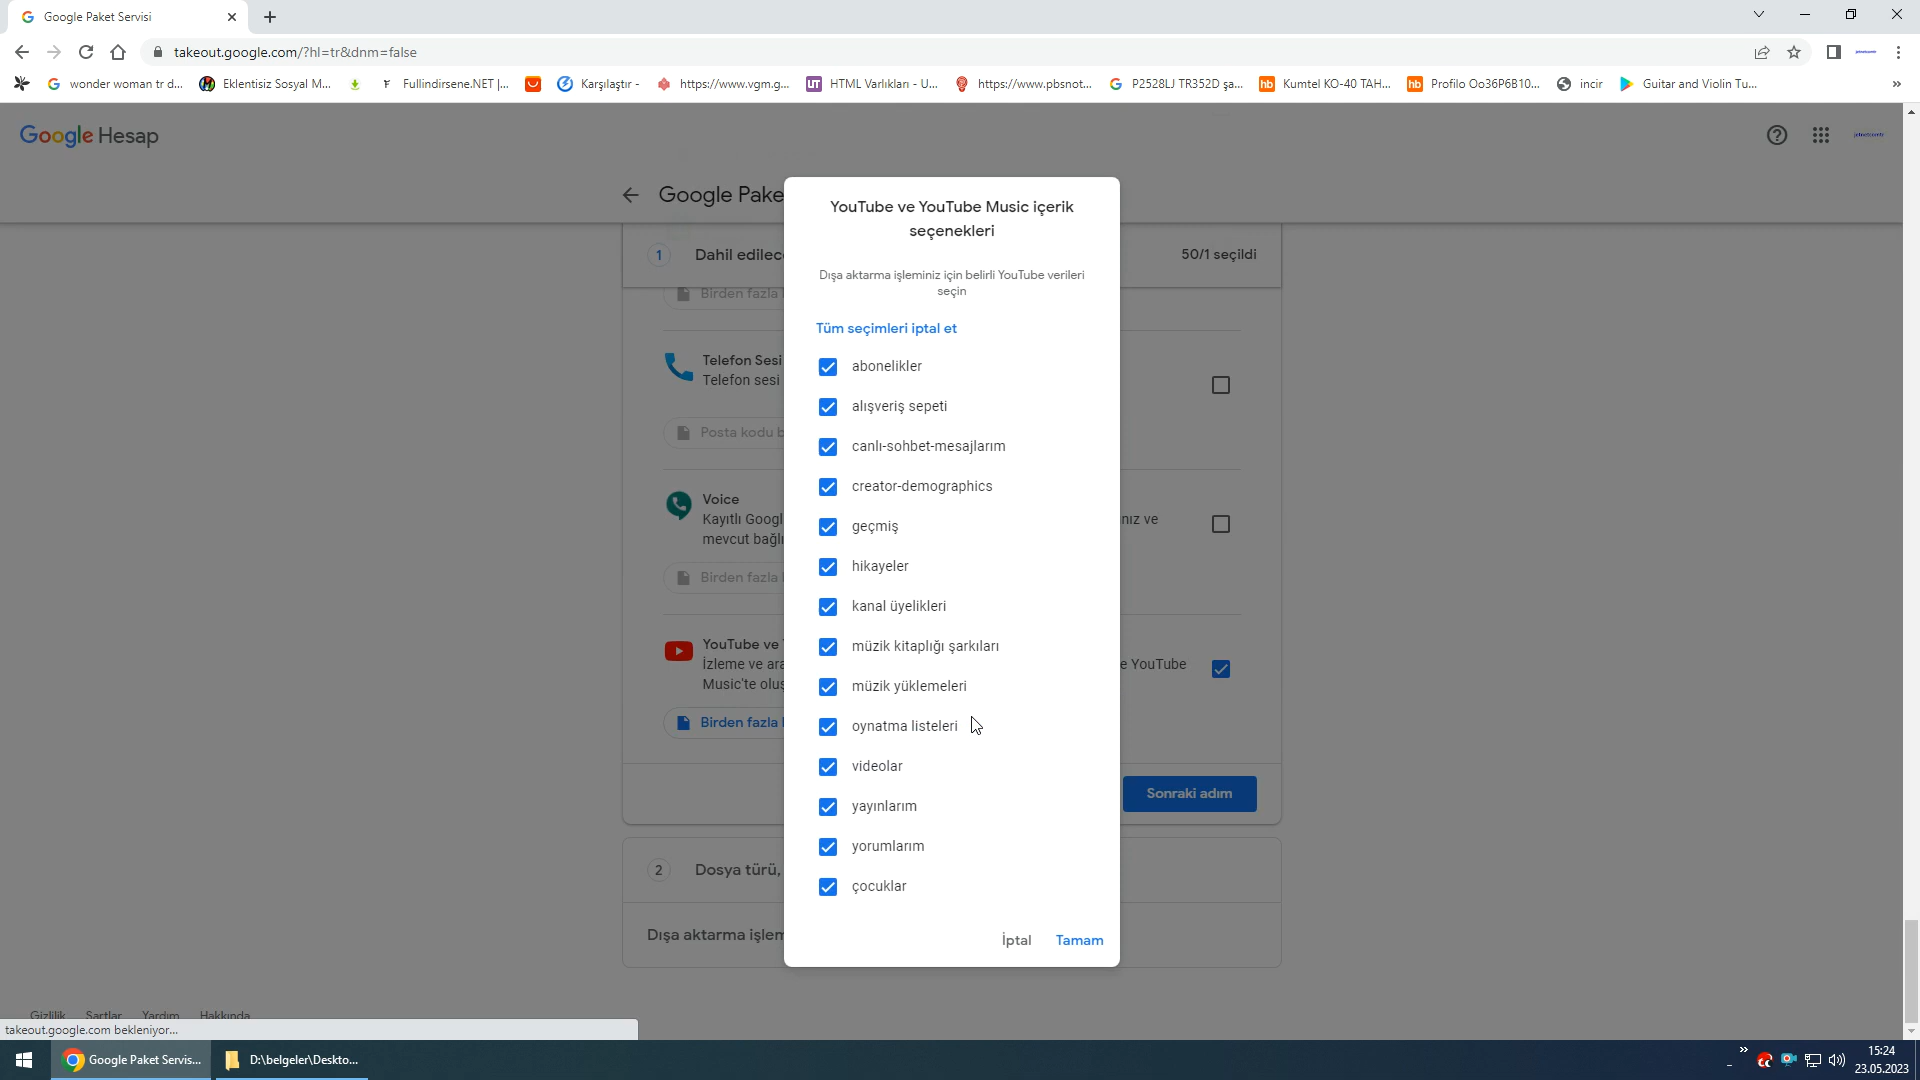 Google Paket Servisi
takeout.google.com/?hl=tr&dnm=false
wonder woman tr d...
Eklentisiz Sosyal M...
Fullindirsene.NET |...
Karşılaştır -
https://www.vgm.g...
HTML Varlıkları - U...
https://www.pbsnot...
P2528LJ TR352D şa...
Kumtel KO-40 TAH...
Profilo Oo36P6B10...
incir
Guitar and Violin Tu...
»
Google Hesap
Google Pake
1 Dahil edilec
50/1 seçildi
Birden fazla
Telefon Sesi
Telefon sesi
Posta kodu b
Voice
Kayıtlı Googl
nız ve
mevcut bağlı
Birden fazla
YouTube ve
İzleme ve ara
e YouTube
Music'te oluş
Birden fazla
Sonraki adım
2 Dosya türü,
Dışa aktarma işlem
YouTube ve YouTube Music içerik
seçenekleri
Dışa aktarma işleminiz için belirli YouTube verileri
seçin
Tüm seçimleri iptal et
abonelikler
alışveriş sepeti
canlı-sohbet-mesajlarım
creator-demographics
geçmiş
hikayeler
kanal üyelikleri
müzik kitaplığı şarkıları
müzik yüklemeleri
oynatma listeleri
videolar
yayınlarım
yorumlarım
çocuklar
İptal
Tamam
Gizlilik Şartlar Yardım Hakkında
takeout.google.com bekleniyor...
Google Paket Servis...
D:\belgeler\Deskto...
15:24
23.05.2023